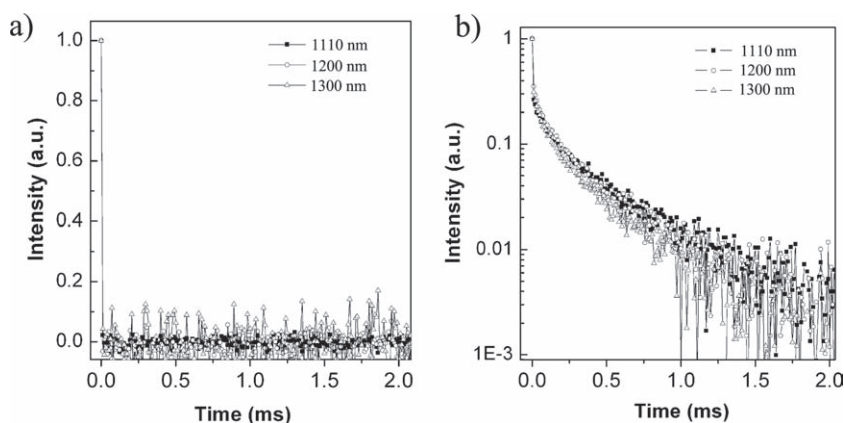 a)
1.0
0.8
0.6
0.4
0.2
0.0
Intensity (a.u.)
1110 nm
1200 nm
1300 nm
0.0 0.5 1.0 1.5 2.0
Time (ms)
b)
1
0.1
0.01
1E-3
Intensity (a.u.)
1110 nm
1200 nm
1300 nm
0.0 0.5 1.0 1.5 2.0
Time (ms)